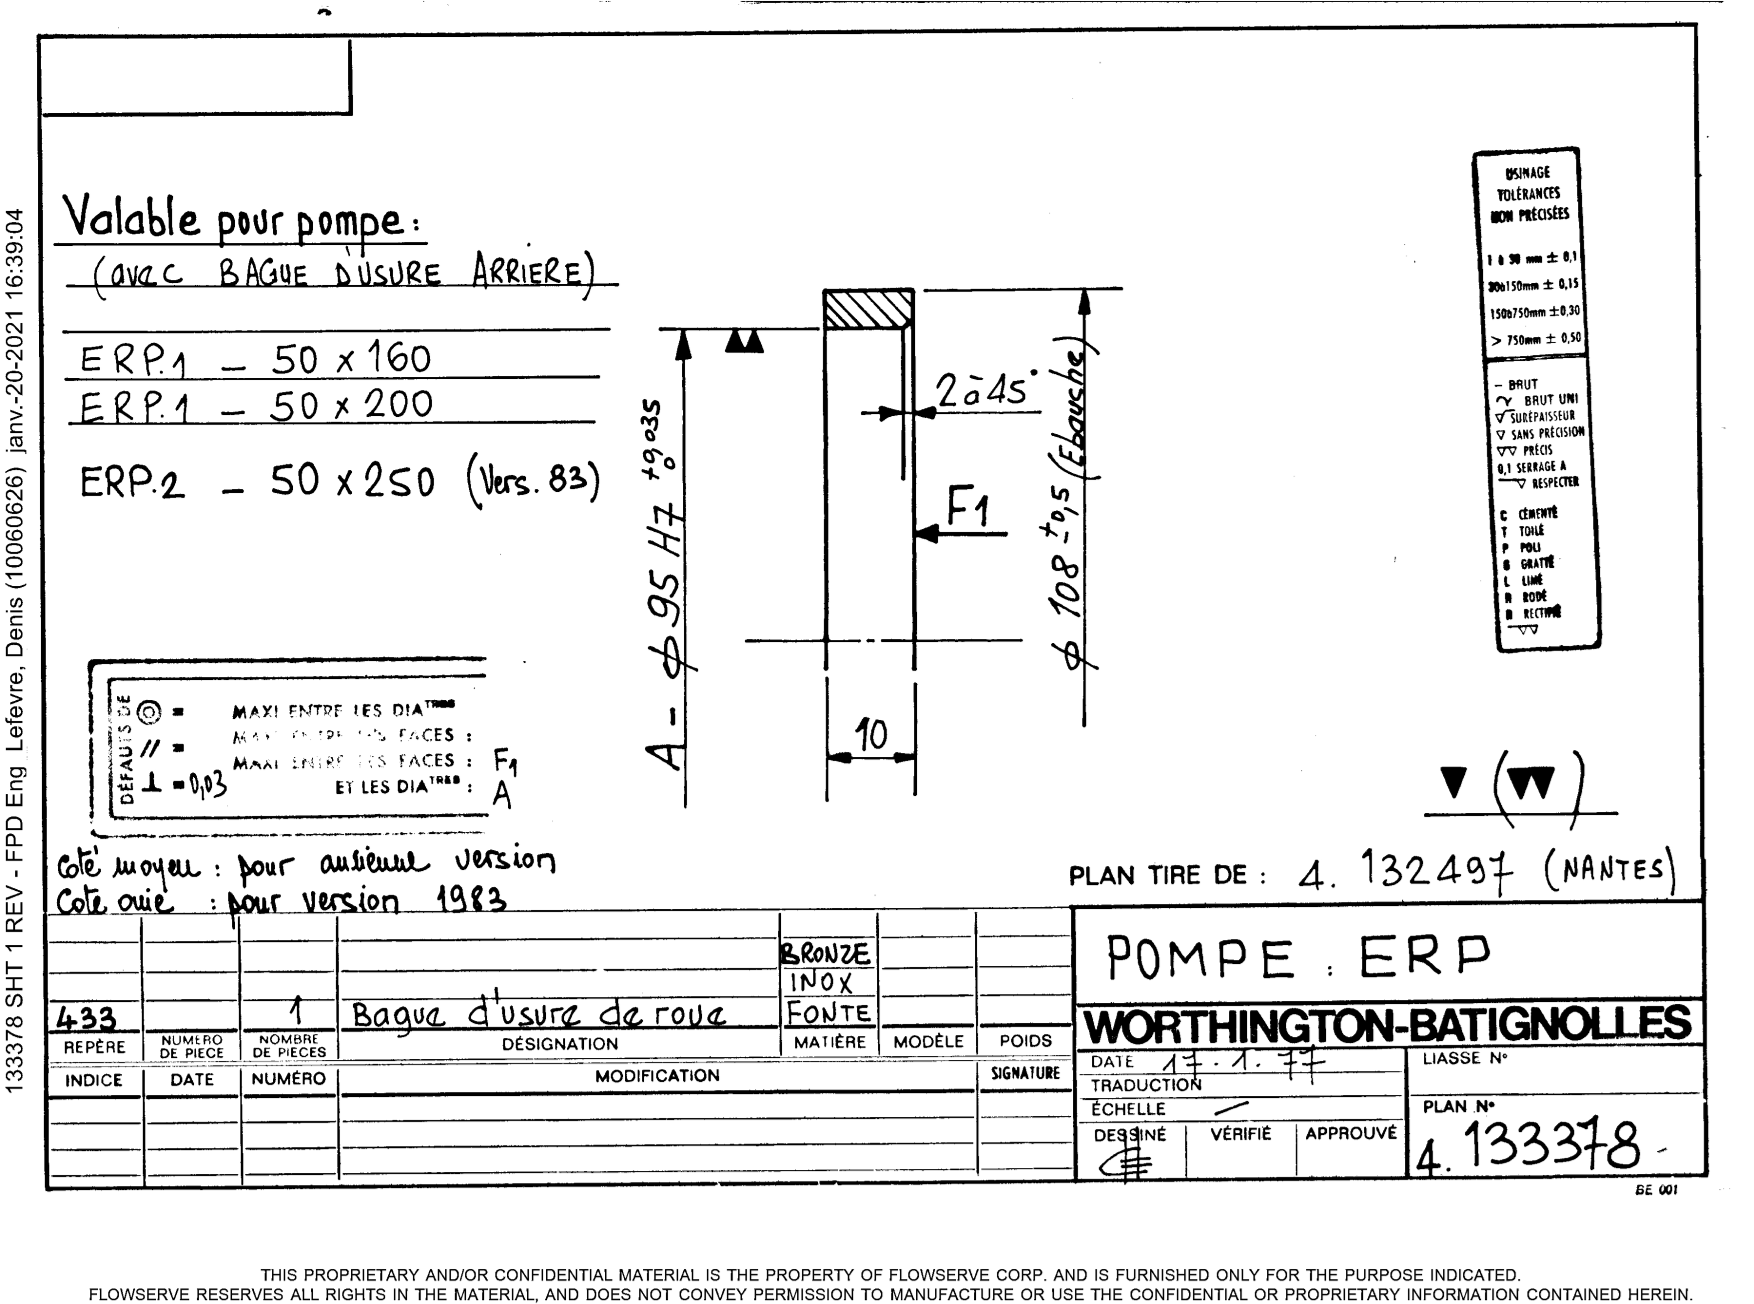 133378 SHT 1 REV - FPD Eng Lefevre, Denis (10060626) janv.-20-2021 16:39:04
Valable pour pompe :
(avec BAGUE D'USURE ARRIERE)
ERP.1 — 50 x 160
ERP.1 — 50 x 200
ERP.2 — 50 x 250 (Vers. 83)
A - φ 95 H7 +0,035
0
2 à 45°
F1
φ 108 ± 0,5 (Ebauche)
10
USINAGE
TOLÉRANCES
NON PRÉCISÉES
1 à 30 mm ± 0,1
30à150mm ± 0,15
150à750mm ± 0,30
> 750mm ± 0,50
– BRUT
BRUT UNI
SURÉPAISSEUR
SANS PRÉCISION
PRÉCIS
0,1 SERRAGE A
RESPECTER
C CÉMENTÉ
T TOILÉ
P POLI
G GRATTÉ
L LIMÉ
R RODÉ
R RECTIFIÉ
DÉFAUTS DE
◎ = MAXI ENTRE LES DIATRES
// = MAXI ENTRE LES FACES :
MAXI ENTRE LES FACES : F1
⊥ = 0,03 ET LES DIATRES : A
Coté moyeu : pour ancienne version
Coté ouie : pour version 1983
PLAN TIRE DE : 4. 132497 (NANTES)
BRONZE
INOX
433 1 Bague d'usure de roue FONTE
REPÈRE NUMÉRO DE PIECE NOMBRE DE PIECES DÉSIGNATION MATIÈRE MODÈLE POIDS
INDICE DATE NUMÉRO MODIFICATION SIGNATURE
POMPE : ERP
WORTHINGTON-BATIGNOLLES
DATE 17.1.77
TRADUCTION
ÉCHELLE /
DESSINÉ VÉRIFIÉ APPROUVÉ
LIASSE N°
PLAN N°
4. 133378 -
BE 001
THIS PROPRIETARY AND/OR CONFIDENTIAL MATERIAL IS THE PROPERTY OF FLOWSERVE CORP. AND IS FURNISHED ONLY FOR THE PURPOSE INDICATED.
FLOWSERVE RESERVES ALL RIGHTS IN THE MATERIAL, AND DOES NOT CONVEY PERMISSION TO MANUFACTURE OR USE THE CONFIDENTIAL OR PROPRIETARY INFORMATION CONTAINED HEREIN.